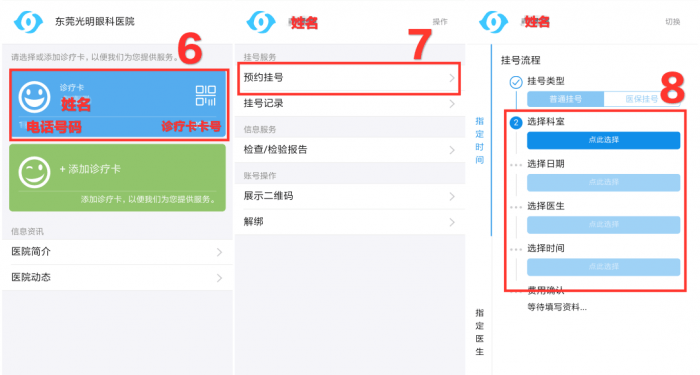 东莞光明眼科医院
6
请选择或添加诊疗卡,以便我们为您提供服务。
诊疗卡
姓名
电话号码
诊疗卡卡号
+ 添加诊疗卡
添加诊疗卡,以便我们为您提供服务。
信息资讯
医院简介
医院动态
姓名
操作
7
挂号服务
预约挂号
挂号记录
信息服务
检查/检验报告
账号操作
展示二维码
解绑
姓名
切换
指定时间
指定医生
挂号流程
挂号类型
8
普通挂号
医保挂号
2
选择科室
点此选择
选择日期
点此选择
选择医生
点此选择
选择时间
点此选择
费用确认
等待填写资料...